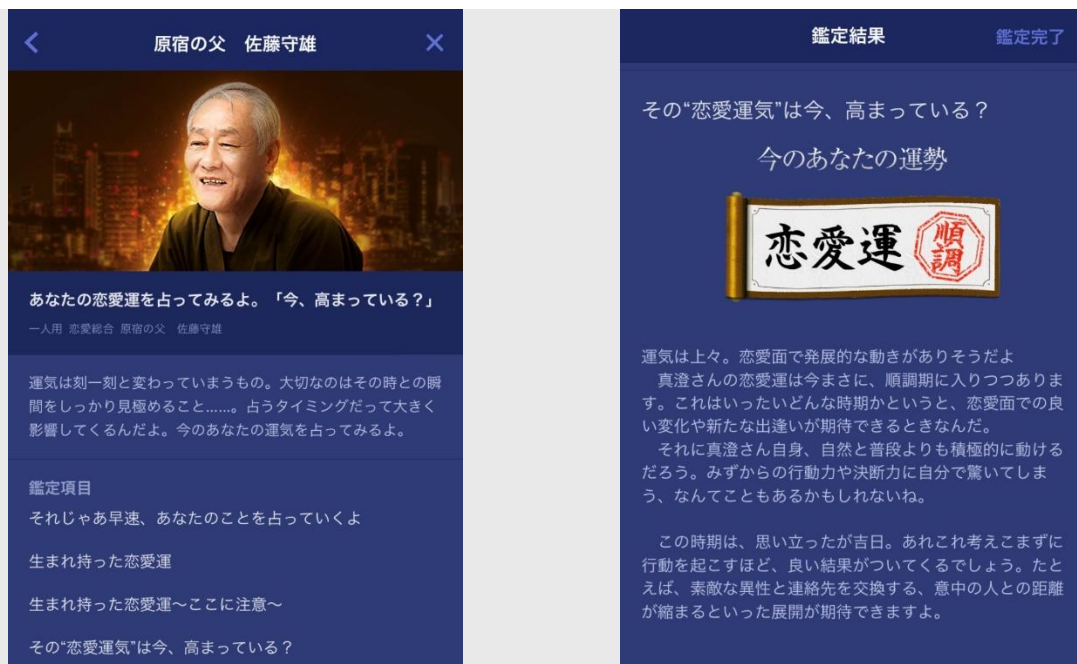 原宿の父　佐藤守雄
あなたの恋愛運を占ってみるよ。「今、高まっている？」
一人用 恋愛総合 原宿の父　佐藤守雄
運気は刻一刻と変わっていまうもの。大切なのはその時との瞬
間をしっかり見極めること……。占うタイミングだって大きく
影響してくるんだよ。今のあなたの運気を占ってみるよ。
鑑定項目
それじゃあ早速、あなたのことを占っていくよ
生まれ持った恋愛運
生まれ持った恋愛運〜ここに注意〜
その“恋愛運気”は今、高まっている？
鑑定結果
鑑定完了
その“恋愛運気”は今、高まっている？
今のあなたの運勢
恋愛運
順調
運気は上々。恋愛面で発展的な動きがありそうだよ
　真澄さんの恋愛運は今まさに、順調期に入りつつありま
す。これはいったいどんな時期かというと、恋愛面での良
い変化や新たな出逢いが期待できるときなんだ。
　それに真澄さん自身、自然と普段よりも積極的に動ける
だろう。みずからの行動力や決断力に自分で驚いてしま
う、なんてこともあるかもしれないね。
　この時期は、思い立ったが吉日。あれこれ考えこまずに
行動を起こすほど、良い結果がついてくるでしょう。たと
えば、素敵な異性と連絡先を交換する、意中の人との距離
が縮まるといった展開が期待できますよ。